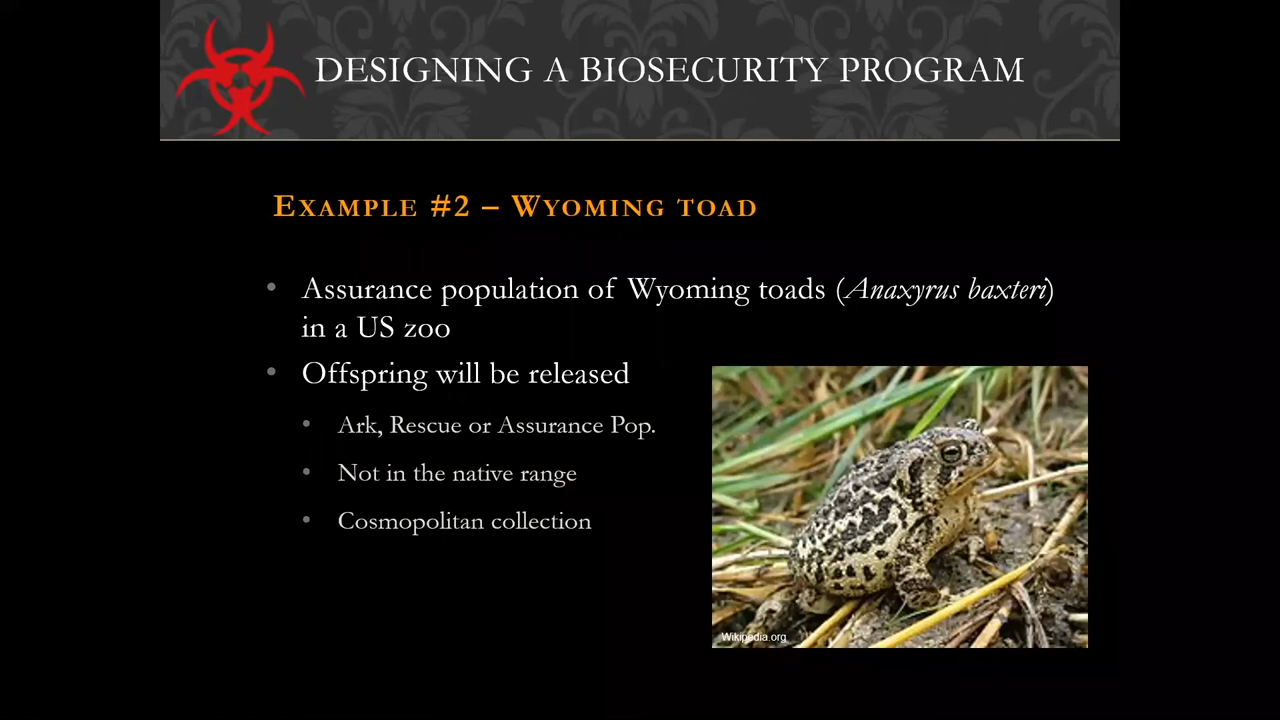 DESIGNING A BIOSECURITY PROGRAM
EXAMPLE #2 – WYOMING TOAD
• Assurance population of Wyoming toads (Anaxyrus baxteri)
in a US zoo
• Offspring will be released
• Ark, Rescue or Assurance Pop.
• Not in the native range
• Cosmopolitan collection
Wikipedia.org